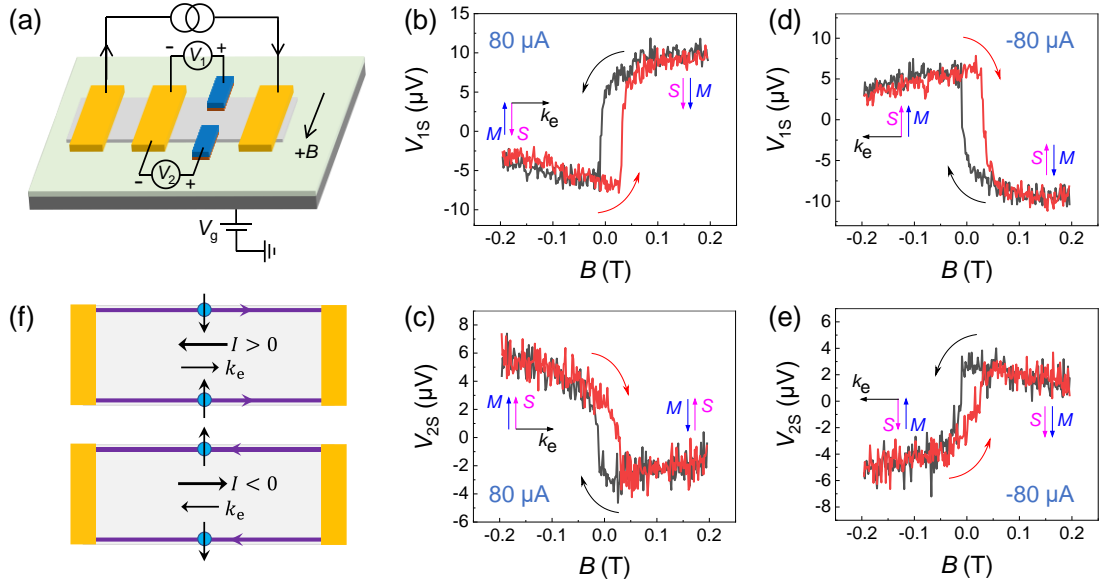 (a)
V1
− +
V2
− +
+B
Vg
(b)
80 μA
V1S (μV)
15
10
5
0
-5
-10
M S
ke
S M
-0.2 -0.1 0.0 0.1 0.2
B (T)
(d)
-80 μA
V1S (μV)
15
10
5
0
-5
-10
S M
ke
S M
-0.2 -0.1 0.0 0.1 0.2
B (T)
(f)
I > 0
ke
I < 0
ke
(c)
80 μA
V2S (μV)
8
6
4
2
0
-2
-4
-6
M S
ke
M S
-0.2 -0.1 0.0 0.1 0.2
B (T)
(e)
-80 μA
V2S (μV)
6
4
2
0
-2
-4
-6
-8
ke
S M
S M
-0.2 -0.1 0.0 0.1 0.2
B (T)